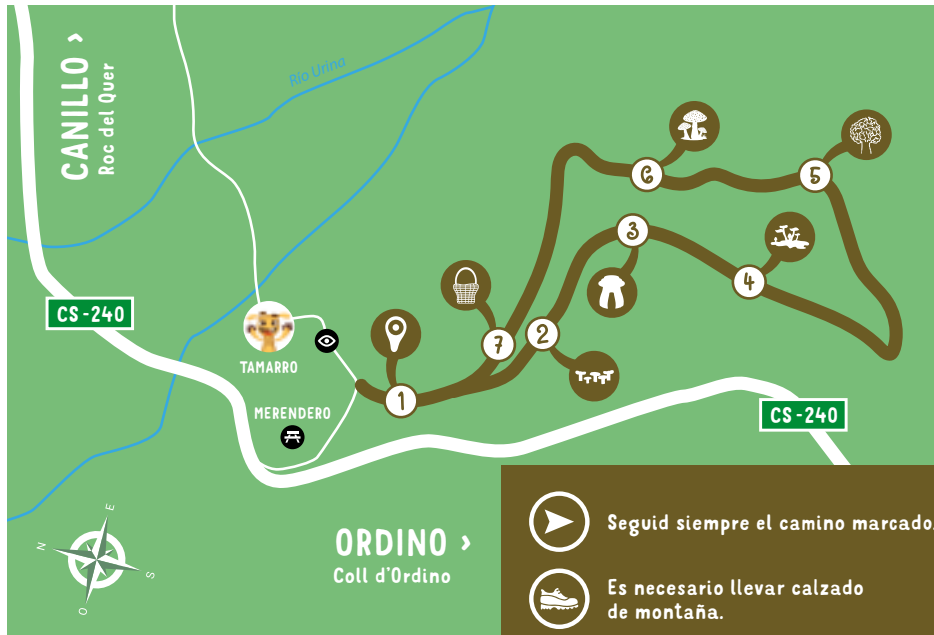 CANILLO ›
Roc del Quer
Río Urina
6
5
3
4
CS-240
7
2
TAMARRO
1
MERENDERO
CS-240
ORDINO ›
Coll d'Ordino
E
N
S
O
Seguid siempre el camino marcado.
Es necesario llevar calzado
de montaña.